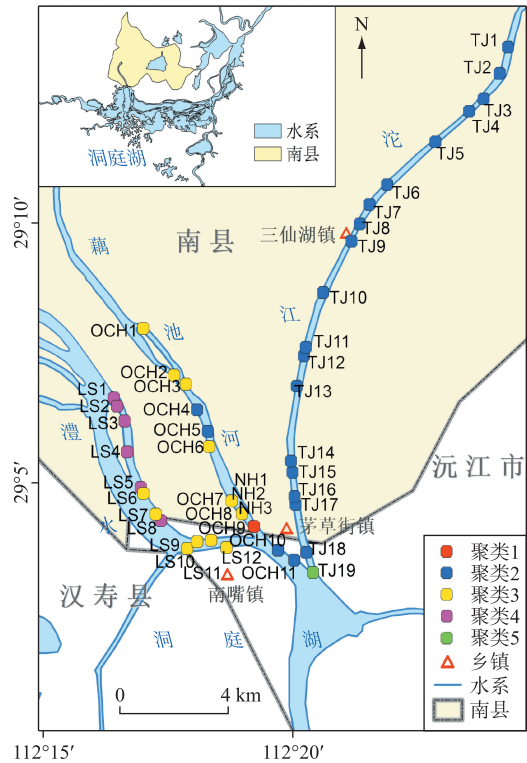 水系
南县
洞庭湖
N
TJ1
TJ2
TJ3
TJ4
沱
TJ5
TJ6
TJ7
TJ8
三仙湖镇
TJ9
29°10′
南县
藕
TJ10
池
江
OCH1
TJ11
TJ12
OCH2
OCH3
TJ13
LS1
LS2
OCH4
LS3
澧
OCH5
河
OCH6
LS4
TJ14
沅江市
TJ15
29°5′
LS5
NH1
TJ16
LS6
OCH7
NH2
TJ17
LS7
OCH8
NH3
水
LS8
OCH9
茅草街镇
LS9
OCH10
TJ18
LS10
LS12
LS11
OCH11
TJ19
汉寿县
南嘴镇
洞
庭
湖
0
4 km
聚类1
聚类2
聚类3
聚类4
聚类5
乡镇
水系
南县
112°15′
112°20′